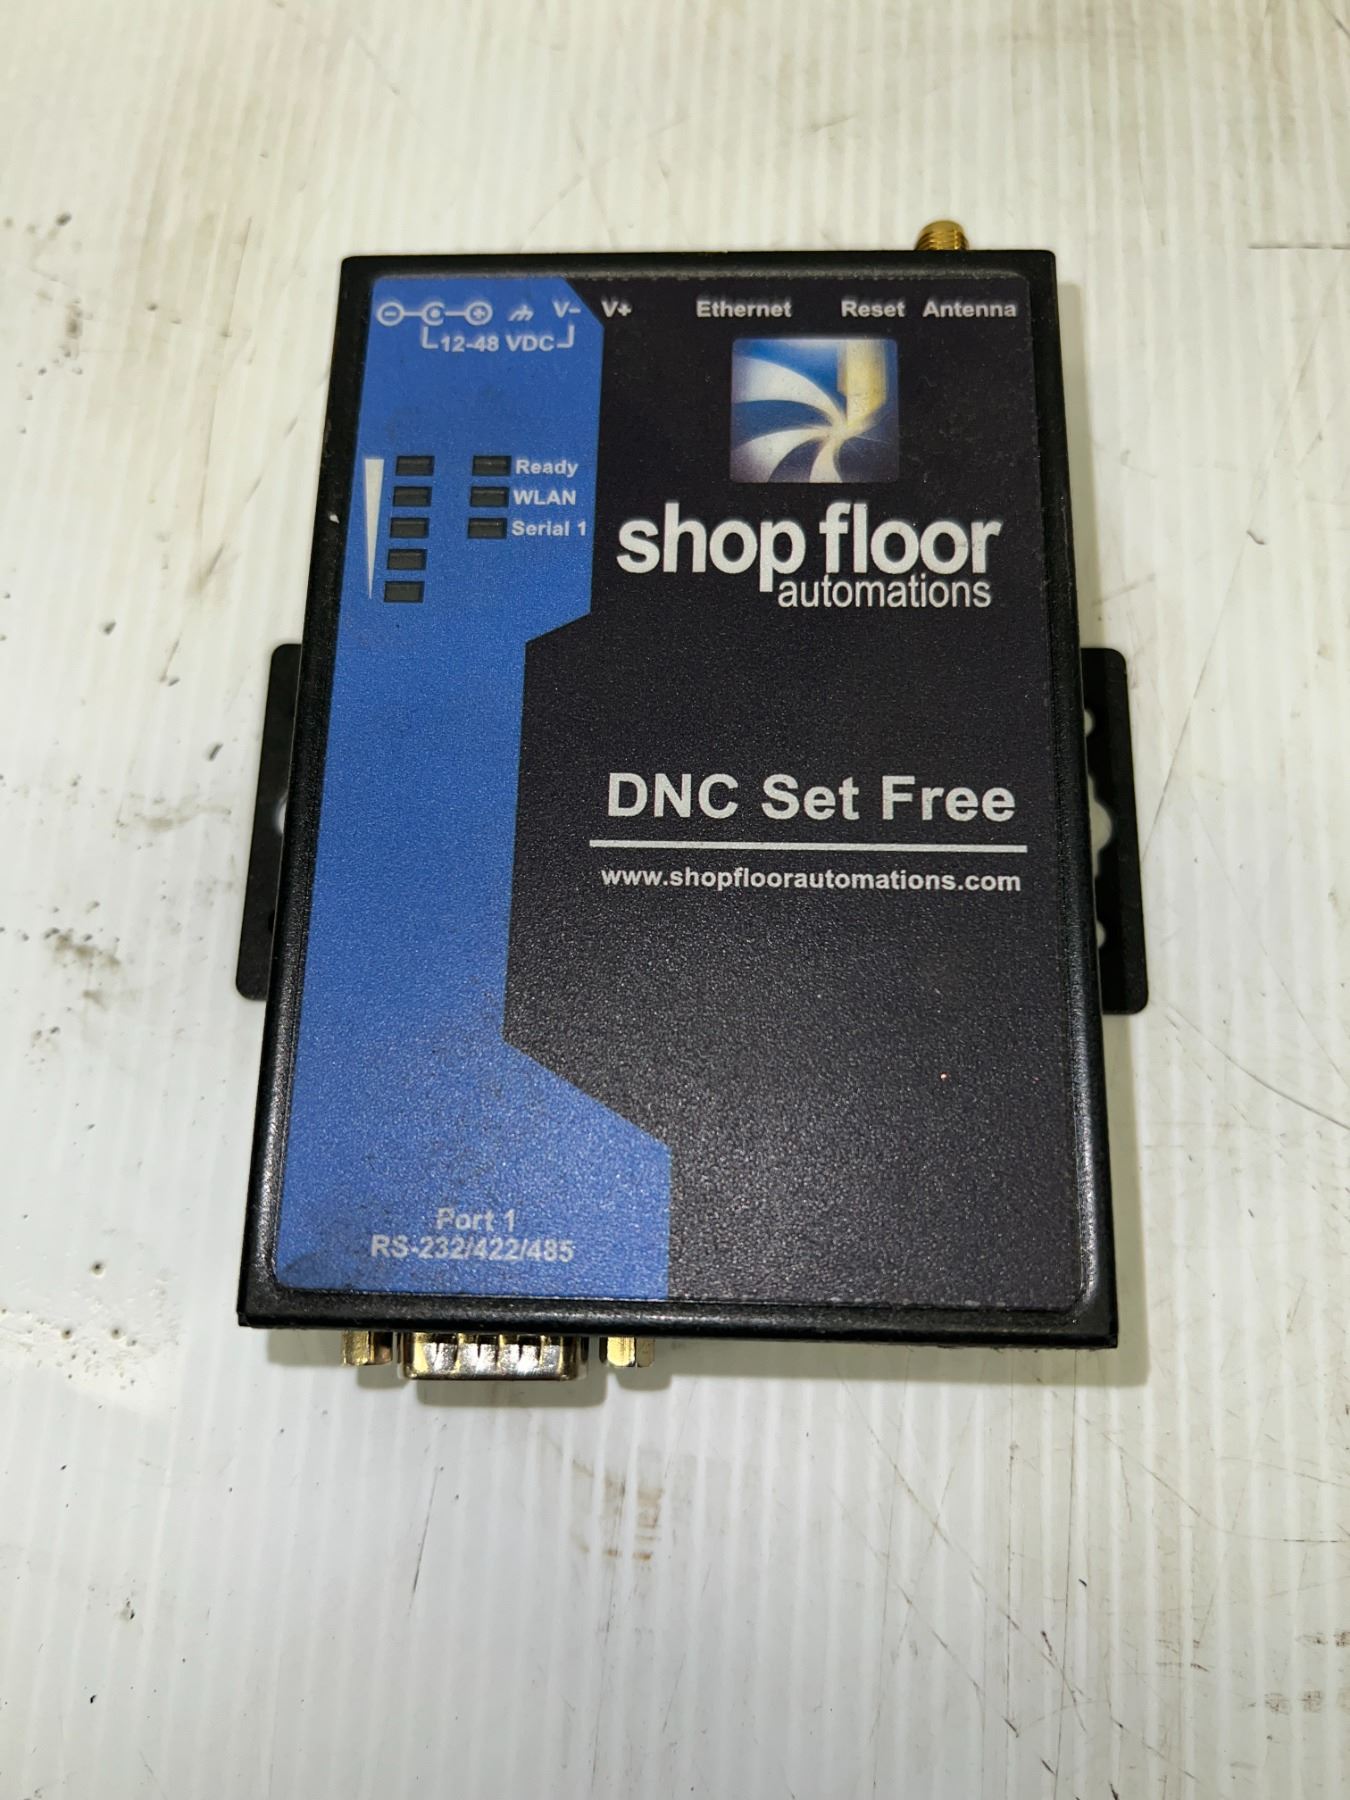 V- V+ Ethernet Reset Antenna
12-48 VDC
Ready
WLAN
Serial 1
shop floor
automations
DNC Set Free
www.shopfloorautomations.com
Port 1
RS-232/422/485